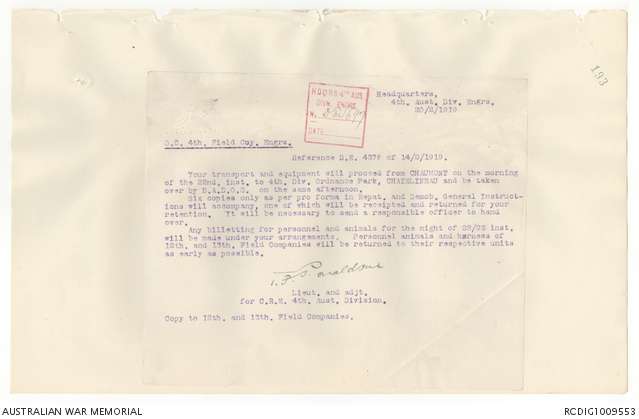 193
HDQRS 4TH AUS
DIVN. ENGRS.
N.
DATE
Headquarters,
4th. Aust. Div. Engrs.
20/2/1919
O.C. 4th. Field Coy. Engrs.
Reference D.E. 4378 of 14/2/1919.
Your transport and equipment will proceed from CHAUMONT on the morning
of the 22nd. inst. to 4th. Div. Ordnance Park, CHATELINEAU and be taken
over by D.A.D.O.S. on the same afternoon.
Six copies only as per pro forma in Repat. and Demob. General Instruct-
ions will accompany, one of which will be receipted and returned for your
retention. It will be necessary to send a responsible officer to hand
over.
Any billetting for personnel and animals for the night of 22/23 inst.
will be made under your arrangements. Personnel animals and harness of
12th. and 13th. Field Companies will be returned to their respective units
as early as possible.
Lieut. and adjt.
for C.R.E. 4th. Aust. Division.
Copy to 12th. and 13th. Field Companies.
AUSTRALIAN WAR MEMORIAL
RCDIG1009553